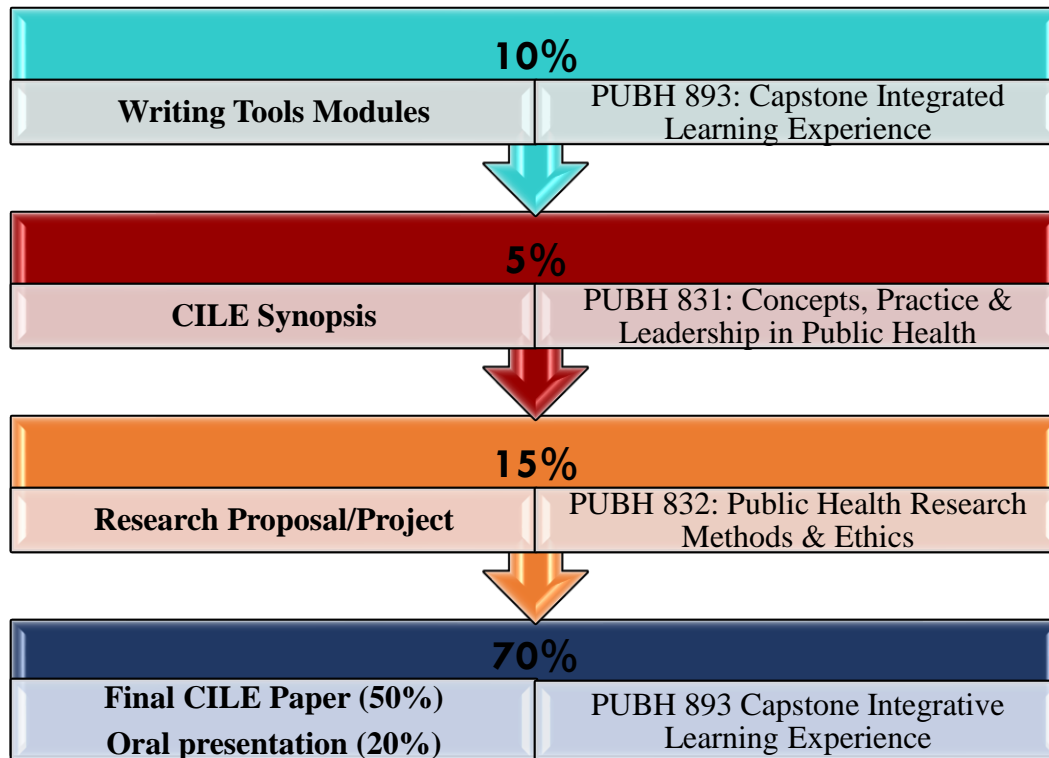 10%
Writing Tools Modules
PUBH 893: Capstone Integrated
Learning Experience
5%
CILE Synopsis
PUBH 831: Concepts, Practice &
Leadership in Public Health
15%
Research Proposal/Project
PUBH 832: Public Health Research
Methods & Ethics
70%
Final CILE Paper (50%)
Oral presentation (20%)
PUBH 893 Capstone Integrative
Learning Experience